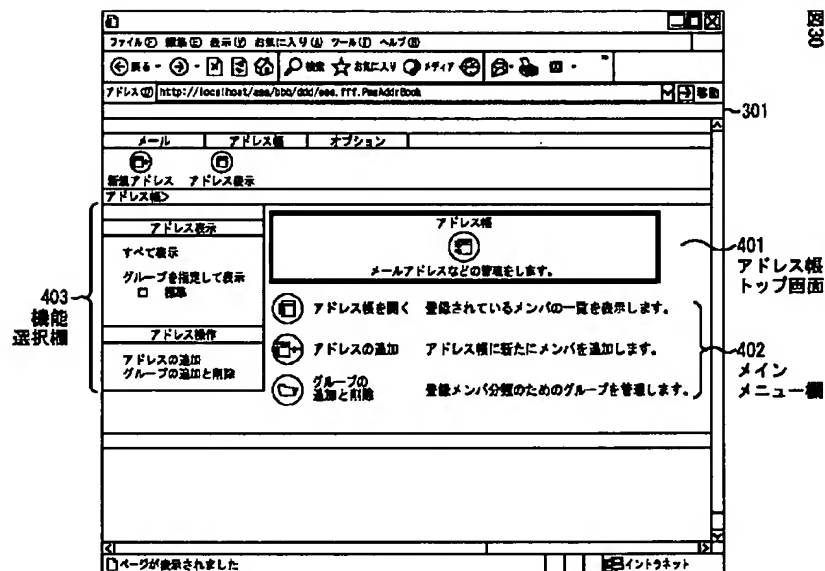 図30
ファイル(F) 編集(E) 表示(V) お気に入り(A) ツール(T) ヘルプ(H)
戻る 検索 お気に入り メディア
アドレス(D) http://localhost/aaa/bbb/ddd/eee.fff.PmsAddrBook 移動
301
メール アドレス帳 オプション
新規アドレス アドレス表示
アドレス帳>
403
機能
選択欄
アドレス表示
すべて表示
グループを指定して表示
標準
アドレス操作
アドレスの追加
グループの追加と削除
アドレス帳
メールアドレスなどの管理をします。
401
アドレス帳
トップ画面
アドレス帳を開く 登録されているメンバの一覧を表示します。
アドレスの追加 アドレス帳に新たにメンバを追加します。
グループの
追加と削除 登録メンバ分類のためのグループを管理します。
402
メイン
メニュー欄
ページが表示されました イントラネット